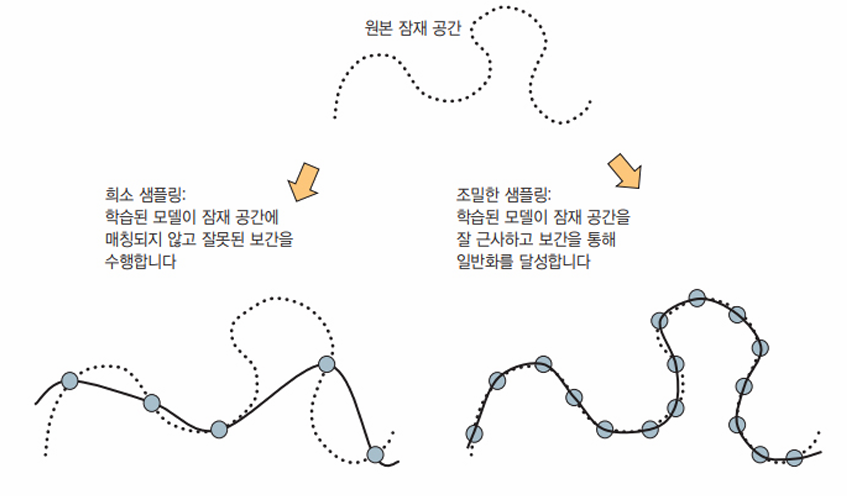 원본 잠재 공간
희소 샘플링:
학습된 모델이 잠재 공간에
매칭되지 않고 잘못된 보간을
수행합니다
조밀한 샘플링:
학습된 모델이 잠재 공간을
잘 근사하고 보간을 통해
일반화를 달성합니다